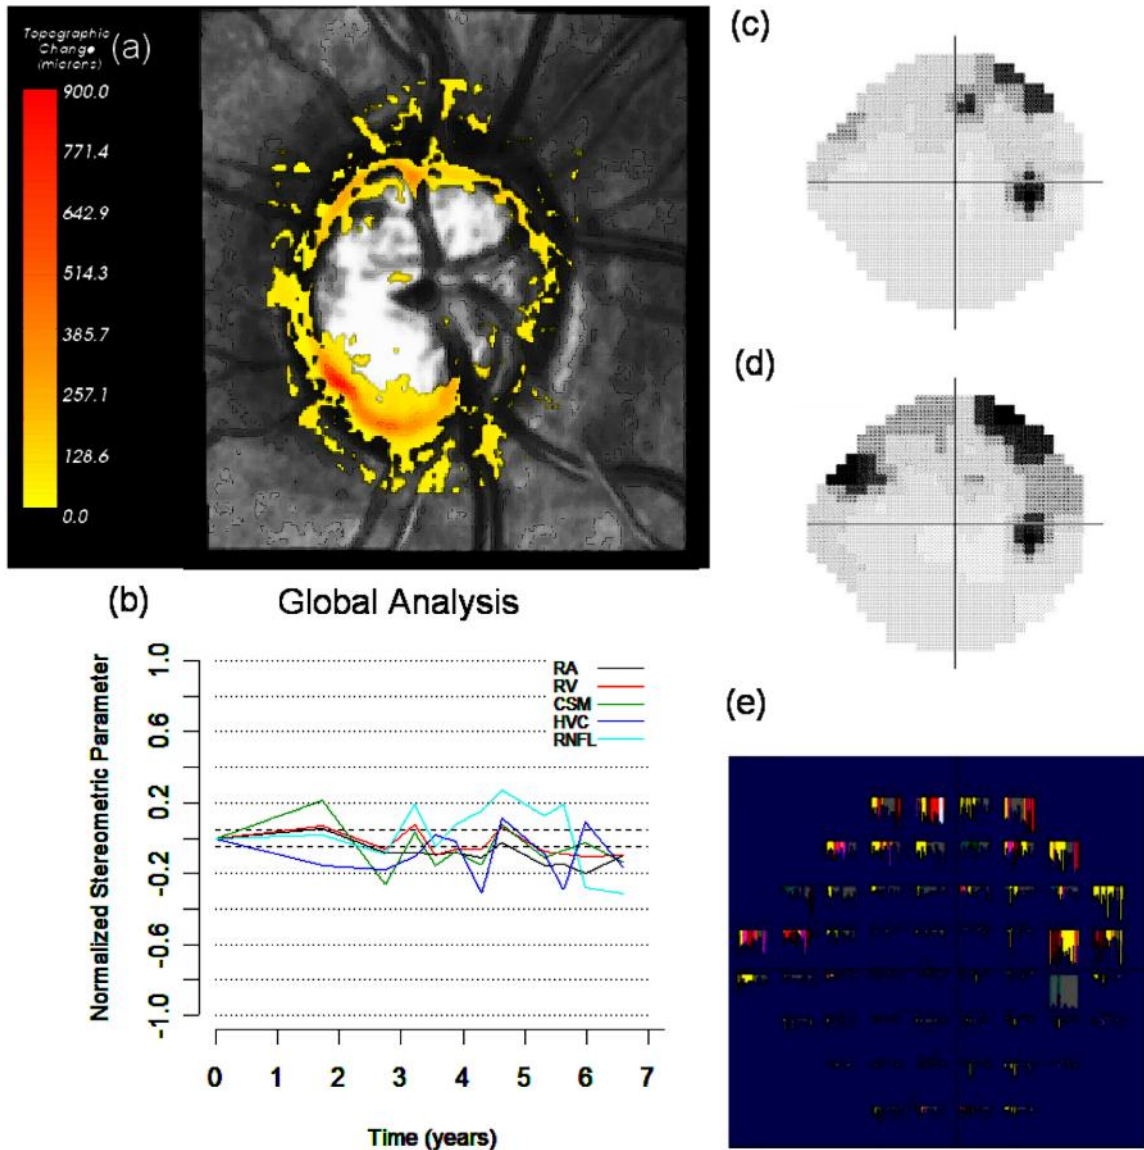 Topographic
Change
(microns)
(a)
900.0
771.4
642.9
514.3
385.7
257.1
128.6
0.0
(b)
Global Analysis
Normalized Stereometric Parameter
1.0
0.6
0.2
-0.2
-0.6
-1.0
RA
RV
CSM
HVC
RNFL
0 1 2 3 4 5 6 7
Time (years)
(c)
(d)
(e)